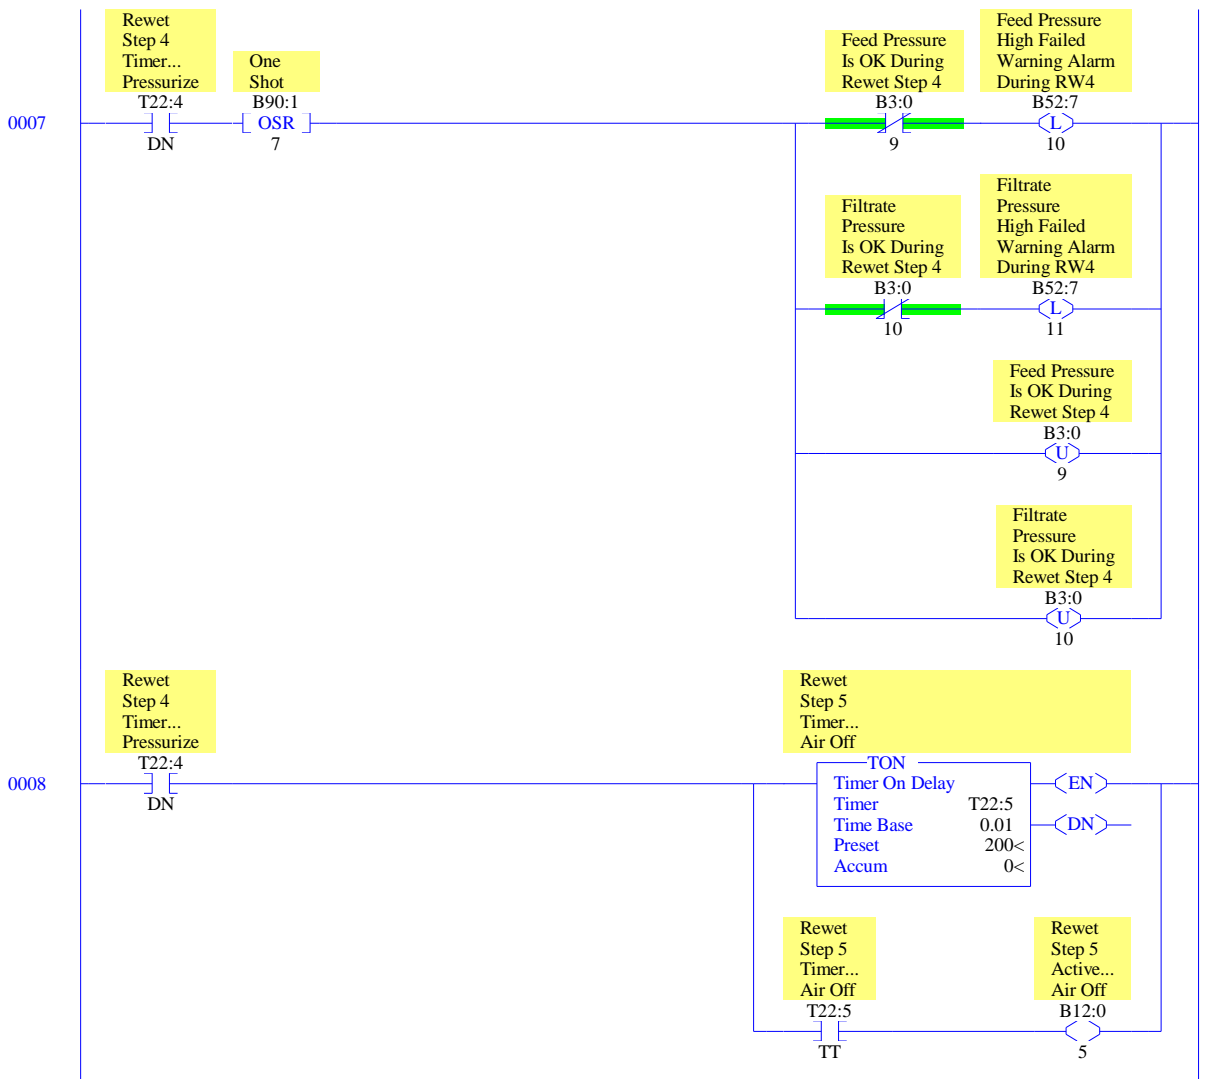 Rewet
Step 4
Timer...
Pressurize
T22:4
DN
One
Shot
B90:1
OSR
7
Feed Pressure
Is OK During
Rewet Step 4
B3:0
9
Feed Pressure
High Failed
Warning Alarm
During RW4
B52:7
L
10
0007
Filtrate
Pressure
Is OK During
Rewet Step 4
B3:0
10
Filtrate
Pressure
High Failed
Warning Alarm
During RW4
B52:7
L
11
Feed Pressure
Is OK During
Rewet Step 4
B3:0
U
9
Filtrate
Pressure
Is OK During
Rewet Step 4
B3:0
U
10
Rewet
Step 4
Timer...
Pressurize
T22:4
DN
0008
Rewet
Step 5
Timer...
Air Off
TON
Timer On Delay
Timer T22:5
Time Base 0.01
Preset 200<
Accum 0<
EN
DN
Rewet
Step 5
Timer...
Air Off
T22:5
TT
Rewet
Step 5
Active...
Air Off
B12:0
5